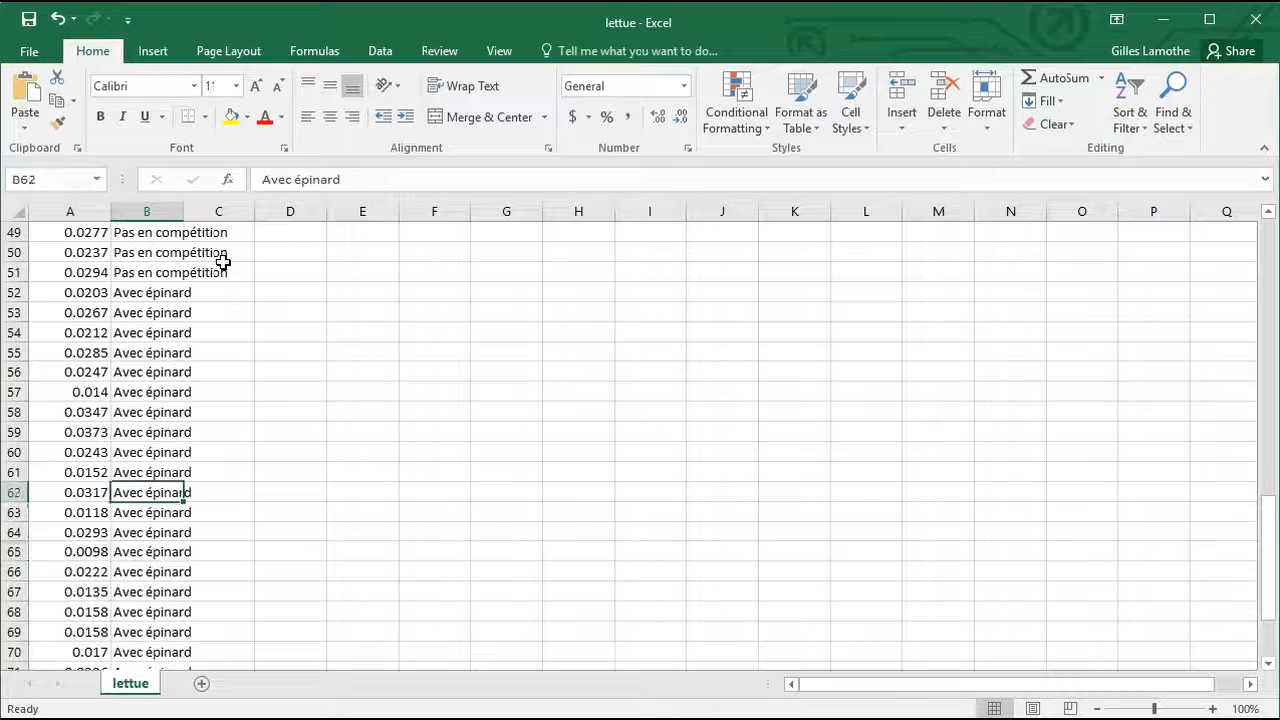 lettue - Excel
File Home Insert Page Layout Formulas Data Review View Tell me what you want to do... Gilles Lamothe Share
Paste
Calibri 11
B I U
A A
Wrap Text
Merge & Center
General
$ % ,
Conditional Formatting
Format as Table
Cell Styles
Insert Delete Format
AutoSum
Fill
Clear
Sort & Filter
Find & Select
Clipboard Font Alignment Number Styles Cells Editing
B62 fx Avec épinard
A B C D E F G H I J K L M N O P Q
49 0.0277 Pas en compétition
50 0.0237 Pas en compétition
51 0.0294 Pas en compétition
52 0.0203 Avec épinard
53 0.0267 Avec épinard
54 0.0212 Avec épinard
55 0.0285 Avec épinard
56 0.0247 Avec épinard
57 0.014 Avec épinard
58 0.0347 Avec épinard
59 0.0373 Avec épinard
60 0.0243 Avec épinard
61 0.0152 Avec épinard
62 0.0317 Avec épinard
63 0.0118 Avec épinard
64 0.0293 Avec épinard
65 0.0098 Avec épinard
66 0.0222 Avec épinard
67 0.0135 Avec épinard
68 0.0158 Avec épinard
69 0.0158 Avec épinard
70 0.017 Avec épinard
lettue
Ready 100%